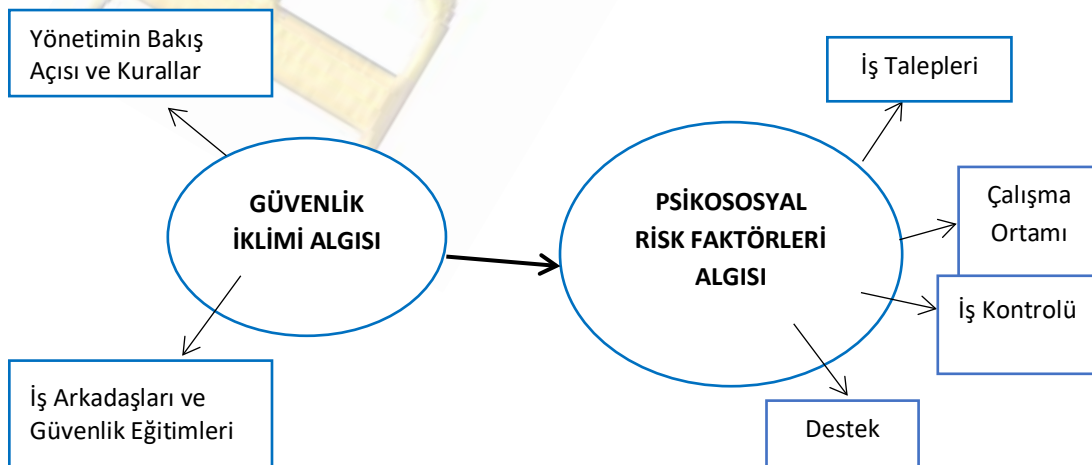 Yönetimin Bakış
Açısı ve Kurallar
İş Talepleri
GÜVENLİK
İKLİMİ ALGISI
PSİKOSOSYAL
RİSK FAKTÖRLERİ
ALGISI
Çalışma
Ortamı
İş Kontrolü
İş Arkadaşları ve
Güvenlik Eğitimleri
Destek